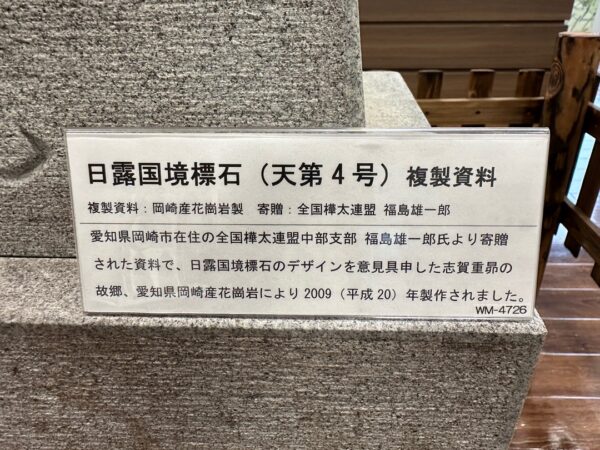 日露国境標石（天第4号）複製資料
複製資料：岡崎産花崗岩製　寄贈：全国樺太連盟 福島雄一郎
愛知県岡崎市在住の全国樺太連盟中部支部 福島雄一郎氏より寄贈
された資料で、日露国境標石のデザインを意見具申した志賀重昴の
故郷、愛知県岡崎産花崗岩により2009（平成20）年製作されました。
WM-4726